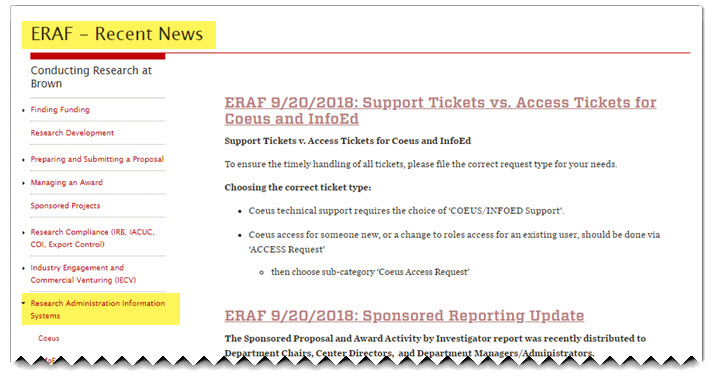 ERAF – Recent News
Conducting Research at
Brown
Finding Funding
Research Development
Preparing and Submitting a Proposal
Managing an Award
Sponsored Projects
Research Compliance (IRB, IACUC,
COI, Export Control)
Industry Engagement and
Commercial Venturing (IECV)
Research Administration Information
Systems
Coeus
ERAF 9/20/2018: Support Tickets vs. Access Tickets for
Coeus and InfoEd
Support Tickets v. Access Tickets for Coeus and InfoEd
To ensure the timely handling of all tickets, please file the correct request type for your needs.
Choosing the correct ticket type:
• Coeus technical support requires the choice of ‘COEUS/INFOED Support’.
• Coeus access for someone new, or a change to roles access for an existing user, should be done via
‘ACCESS Request’
○ then choose sub-category ‘Coeus Access Request’
ERAF 9/20/2018: Sponsored Reporting Update
The Sponsored Proposal and Award Activity by Investigator report was recently distributed to
Department Chairs, Center Directors, and Department Managers/Administrators.